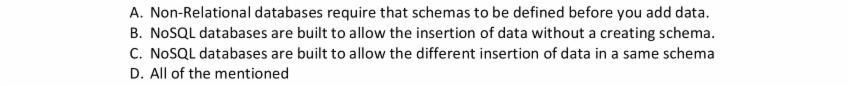 A. Non-Relational databases require that schemas to be defined before you add data.
B. NoSQL databases are built to allow the insertion of data without a creating schema.
C. NoSQL databases are built to allow the different insertion of data in a same schema
D. All of the mentioned